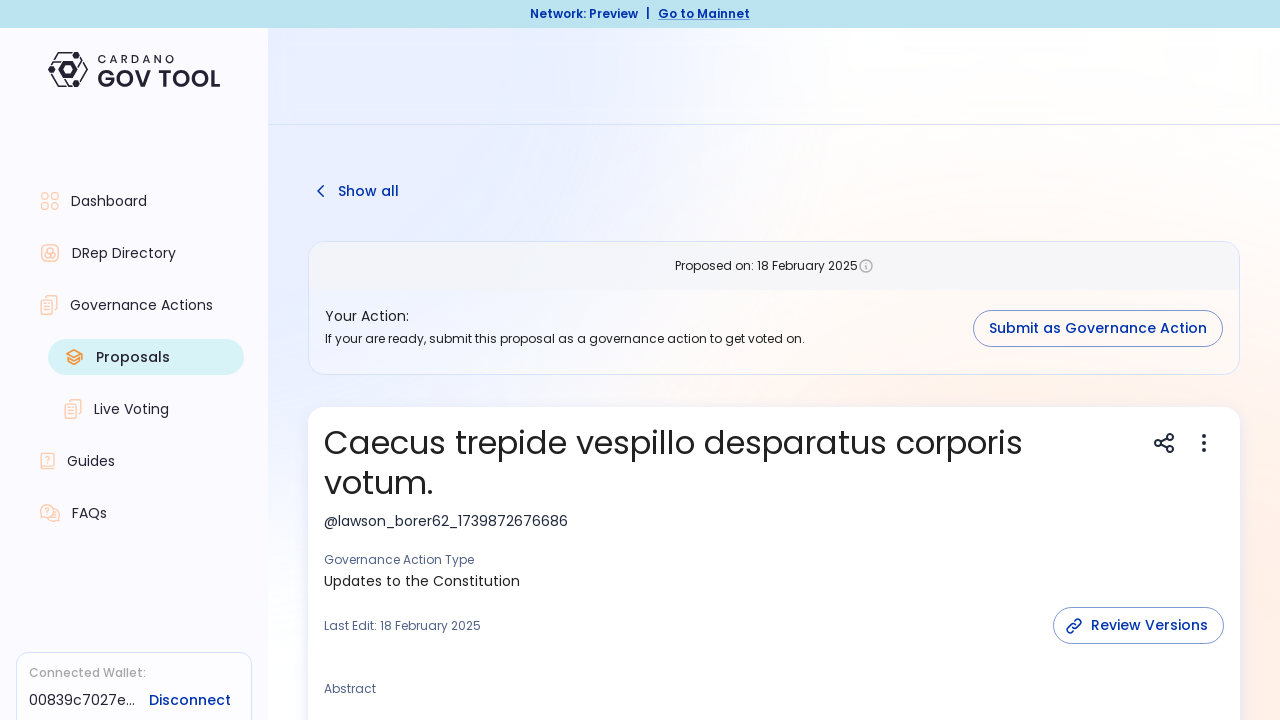 Network: Preview | Go to Mainnet
CARDANO
GOV TOOL
Dashboard
DRep Directory
Governance Actions
Proposals
Live Voting
Guides
FAQs
Connected Wallet:
00839c7027e... Disconnect
Show all
Proposed on: 18 February 2025
Your Action:
If your are ready, submit this proposal as a governance action to get voted on.
Submit as Governance Action
Caecus trepide vespillo desparatus corporis
votum.
@lawson_borer62_1739872676686
Governance Action Type
Updates to the Constitution
Last Edit: 18 February 2025
Review Versions
Abstract